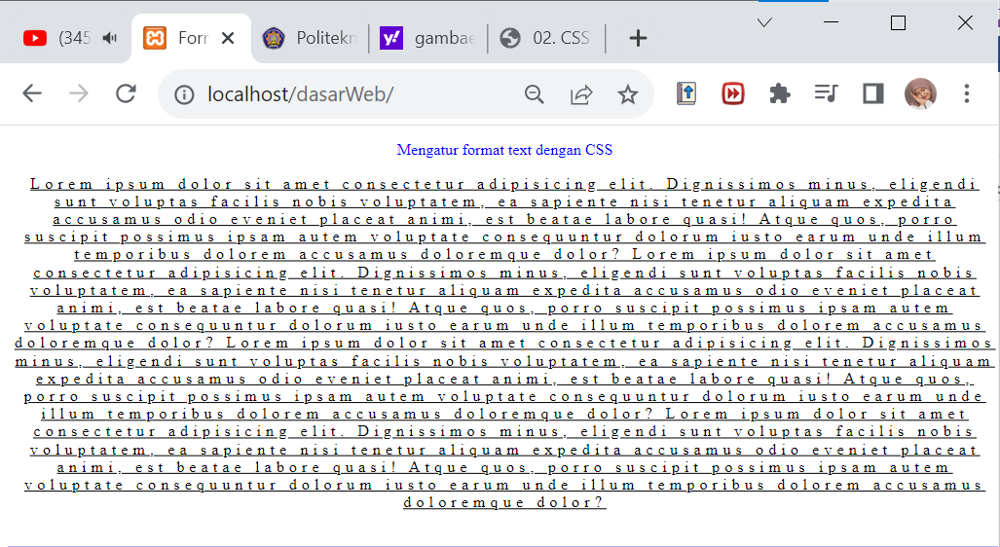 (345
Forr
Politekn
gambae
02. CSS
localhost/dasarWeb/
Mengatur format text dengan CSS
Lorem ipsum dolor sit amet consectetur adipisicing elit. Dignissimos minus, eligendi
sunt voluptas facilis nobis voluptatem, ea sapiente nisi tenetur aliquam expedita
accusamus odio eveniet placeat animi, est beatae labore quasi! Atque quos, porro
suscipit possimus ipsam autem voluptate consequuntur dolorum iusto earum unde illum
temporibus dolorem accusamus doloremque dolor? Lorem ipsum dolor sit amet
consectetur adipisicing elit. Dignissimos minus, eligendi sunt voluptas facilis nobis
voluptatem, ea sapiente nisi tenetur aliquam expedita accusamus odio eveniet placeat
animi, est beatae labore quasi! Atque quos, porro suscipit possimus ipsam autem
voluptate consequuntur dolorum iusto earum unde illum temporibus dolorem accusamus
doloremque dolor? Lorem ipsum dolor sit amet consectetur adipisicing elit. Dignissimos
minus, eligendi sunt voluptas facilis nobis voluptatem, ea sapiente nisi tenetur aliquam
expedita accusamus odio eveniet placeat animi, est beatae labore quasi! Atque quos,
porro suscipit possimus ipsam autem voluptate consequuntur dolorum iusto earum unde
illum temporibus dolorem accusamus doloremque dolor? Lorem ipsum dolor sit amet
consectetur adipisicing elit. Dignissimos minus, eligendi sunt voluptas facilis nobis
voluptatem, ea sapiente nisi tenetur aliquam expedita accusamus odio eveniet placeat
animi, est beatae labore quasi! Atque quos, porro suscipit possimus ipsam autem
voluptate consequuntur dolorum iusto earum unde illum temporibus dolorem accusamus
doloremque dolor?